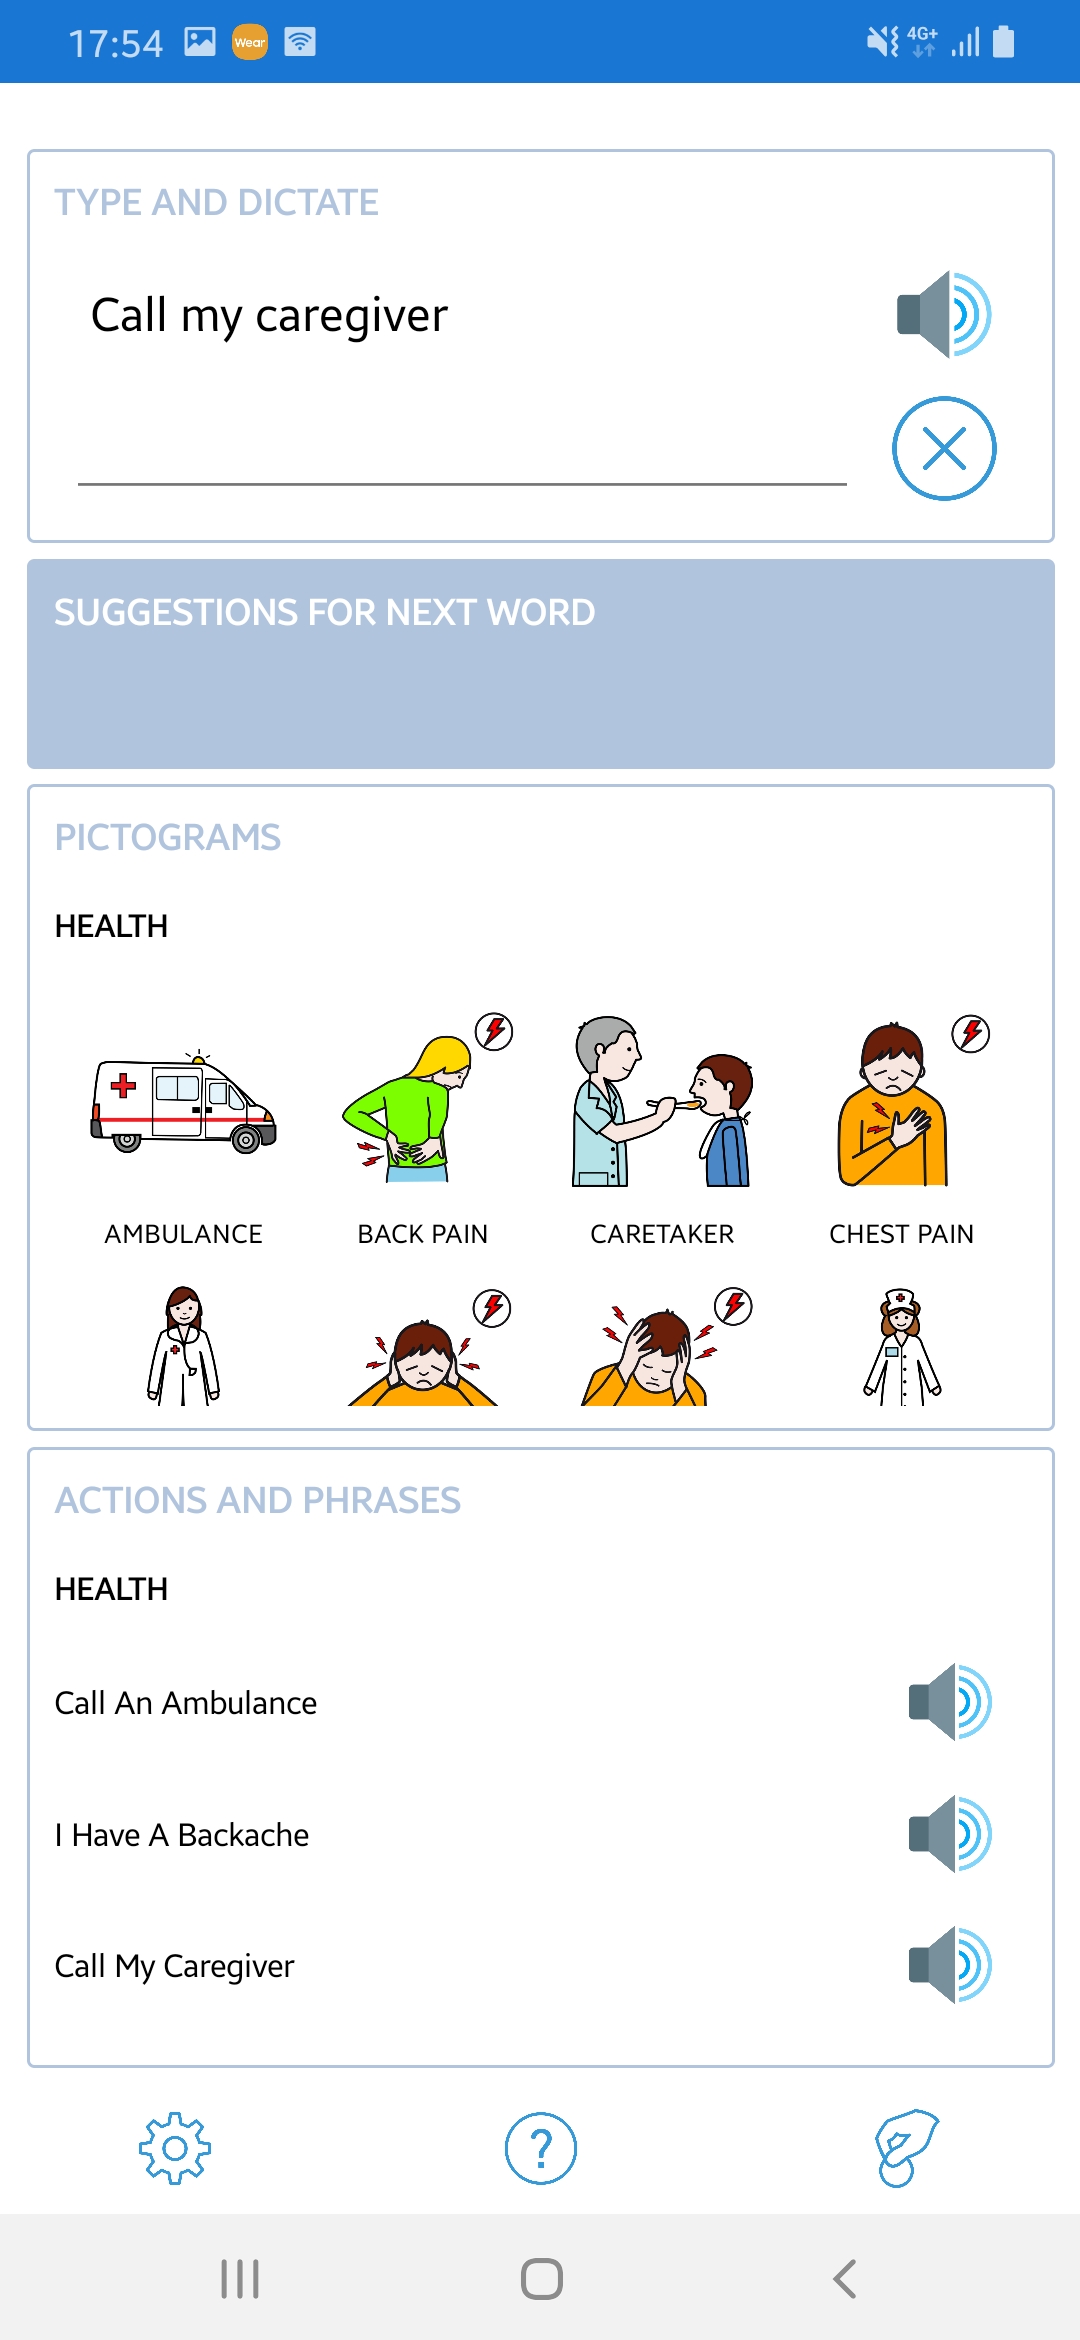 17:54
Wear
4G+
TYPE AND DICTATE
Call my caregiver
SUGGESTIONS FOR NEXT WORD
PICTOGRAMS
HEALTH
AMBULANCE BACK PAIN CARETAKER CHEST PAIN
ACTIONS AND PHRASES
HEALTH
Call An Ambulance
I Have A Backache
Call My Caregiver
?